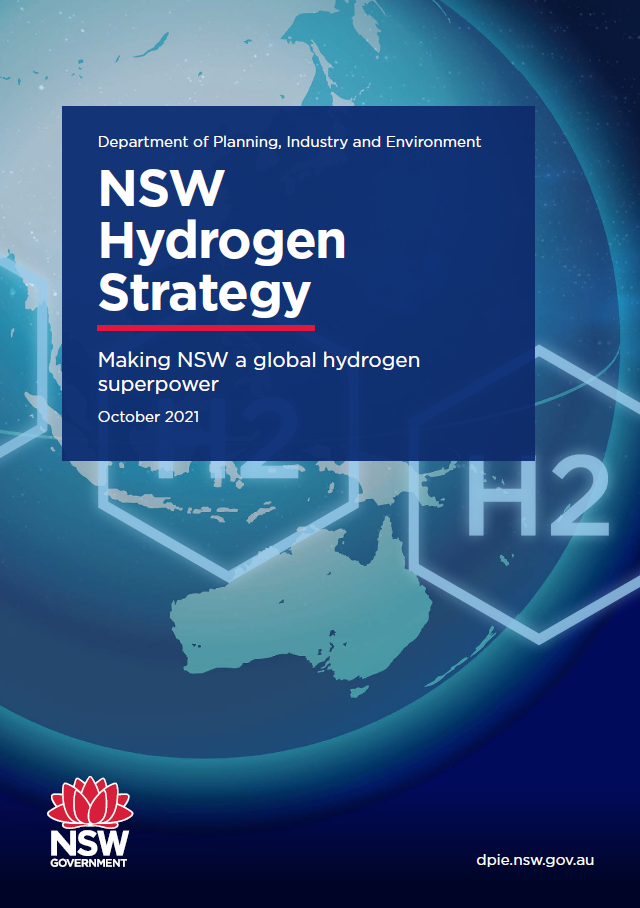 Department of Planning, Industry and Environment
NSW
Hydrogen
Strategy
Making NSW a global hydrogen
superpower
October 2021
H2
H2
NSW
GOVERNMENT
dpie.nsw.gov.au